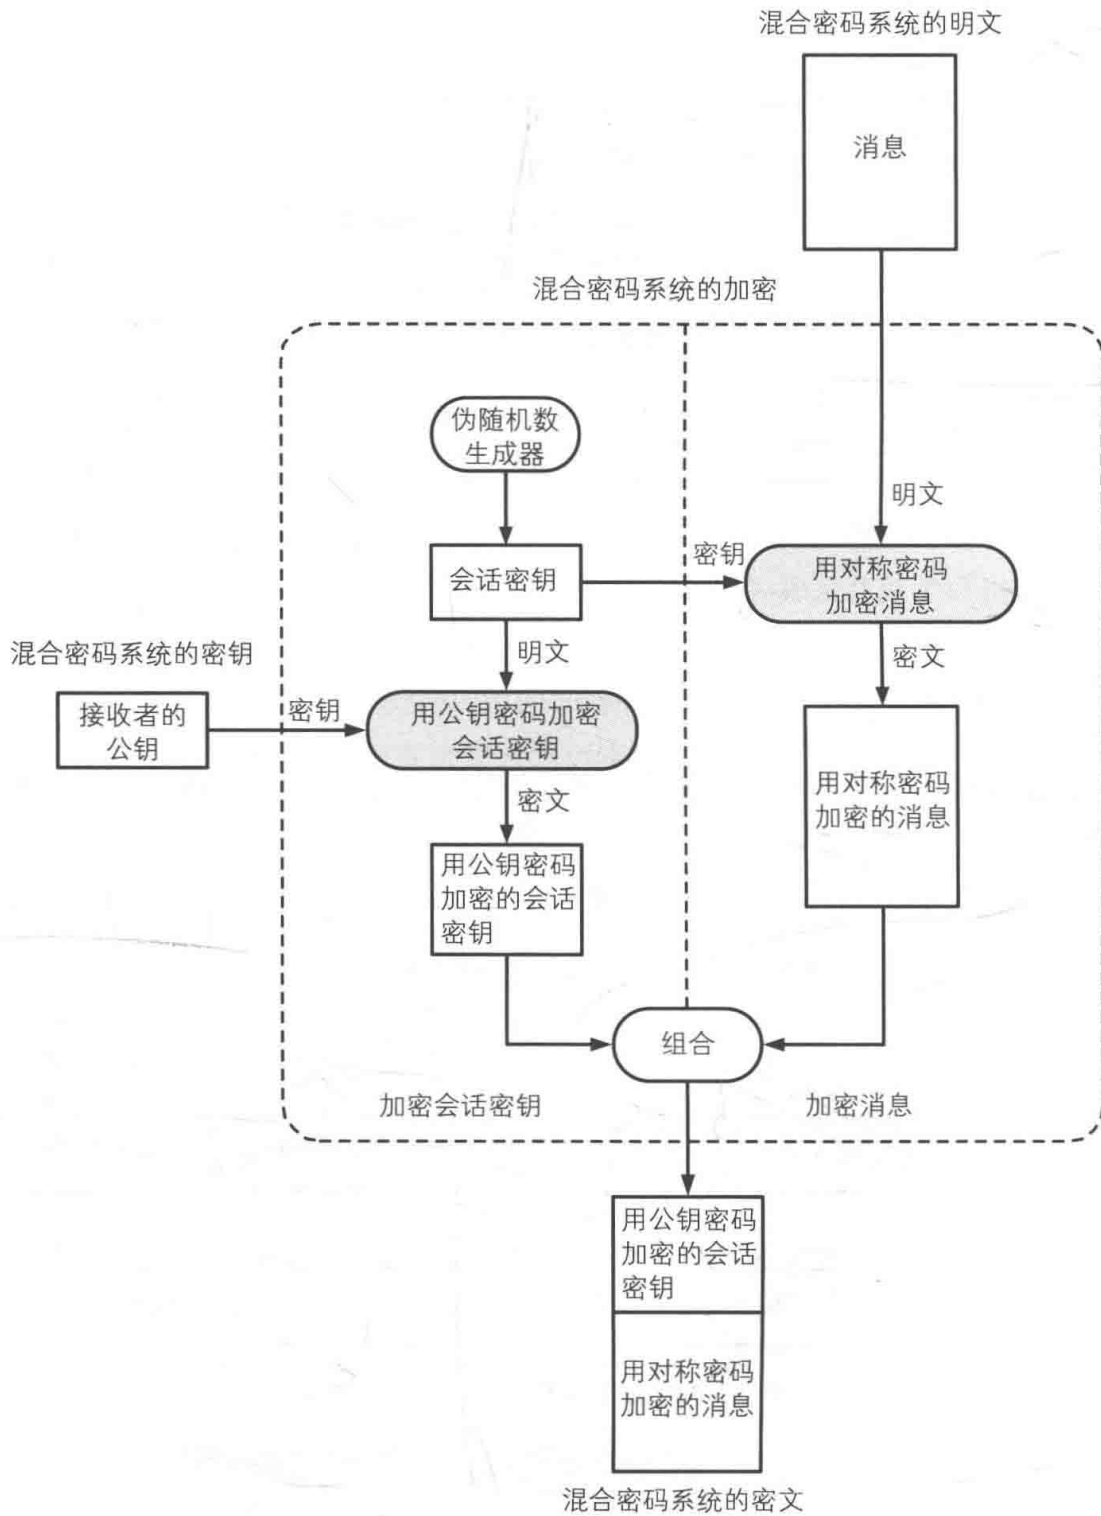 混合密码系统的明文
消息
混合密码系统的加密
伪随机数
生成器
明文
会话密钥
密钥
用对称密码
加密消息
明文
密文
混合密码系统的密钥
接收者的
公钥
密钥
用公钥密码加密
会话密钥
密文
用对称密码
加密的消息
用公钥密码
加密的会话
密钥
组合
加密会话密钥
加密消息
用公钥密码
加密的会话
密钥
用对称密码
加密的消息
混合密码系统的密文